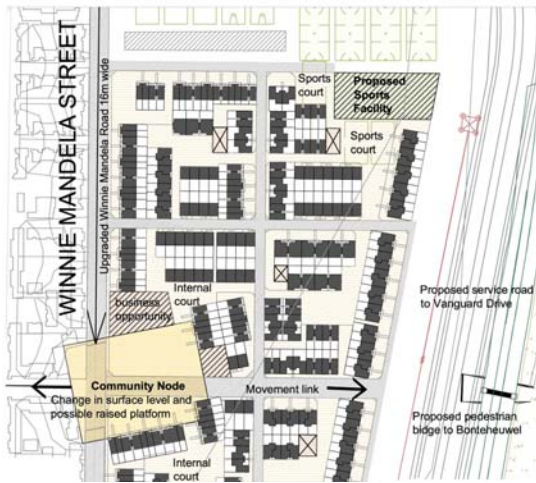 WINNIE MANDELA STREET
Upgraded Winnie Mandela Road 16m wide
Sports
court
Proposed
Sports
Facility
Sports
court
Internal
court
business
opportunity
Proposed service road
to Vanguard Drive
Community Node
Change in surface level and
possible raised platform
Movement link
Proposed pedestrian
bidge to Bonteheuwel
Internal
court